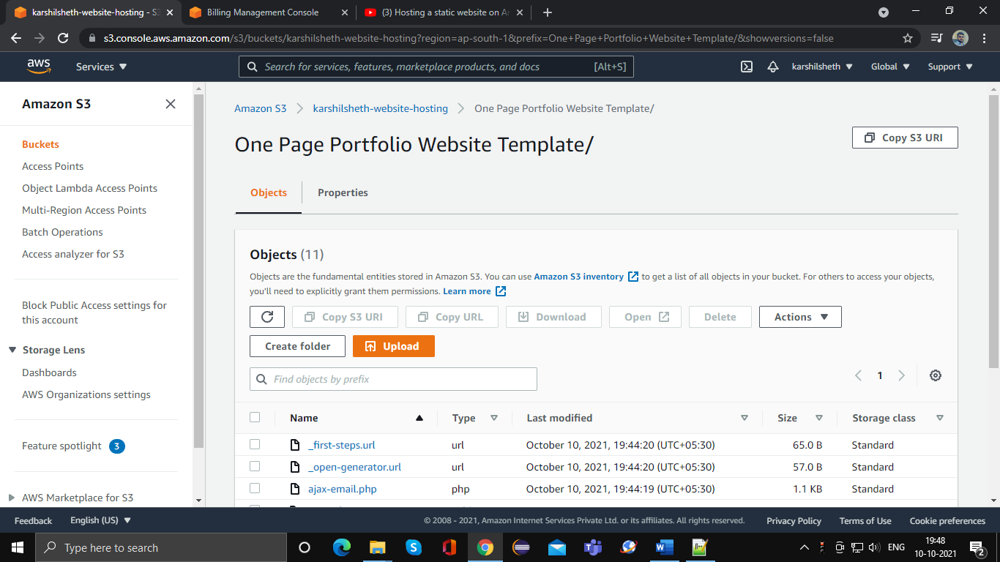 karshilsheth-website-hosting - S3
Billing Management Console
(3) Hosting a static website on Am
s3.console.aws.amazon.com/s3/buckets/karshilsheth-website-hosting?region=ap-south-1&prefix=One+Page+Portfolio+Website+Template/&showversions=false
aws
Services
Search for services, features, marketplace products, and docs
[Alt+S]
karshilsheth
Global
Support
Amazon S3
Buckets
Access Points
Object Lambda Access Points
Multi-Region Access Points
Batch Operations
Access analyzer for S3
Block Public Access settings for
this account
Storage Lens
Dashboards
AWS Organizations settings
Feature spotlight 3
AWS Marketplace for S3
Amazon S3
karshilsheth-website-hosting
One Page Portfolio Website Template/
One Page Portfolio Website Template/
Copy S3 URI
Objects
Properties
Objects (11)
Objects are the fundamental entities stored in Amazon S3. You can use Amazon S3 inventory to get a list of all objects in your bucket. For others to access your objects,
you'll need to explicitly grant them permissions. Learn more
Copy S3 URI
Copy URL
Download
Open
Delete
Actions
Create folder
Upload
Find objects by prefix
1
Name Type Last modified Size Storage class
_first-steps.url url October 10, 2021, 19:44:20 (UTC+05:30) 65.0 B Standard
_open-generator.url url October 10, 2021, 19:44:20 (UTC+05:30) 57.0 B Standard
ajax-email.php php October 10, 2021, 19:44:19 (UTC+05:30) 1.1 KB Standard
Feedback
English (US)
© 2008 - 2021, Amazon Internet Services Private Ltd. or its affiliates. All rights reserved.
Privacy Policy
Terms of Use
Cookie preferences
Type here to search
ENG
19:48
10-10-2021
2